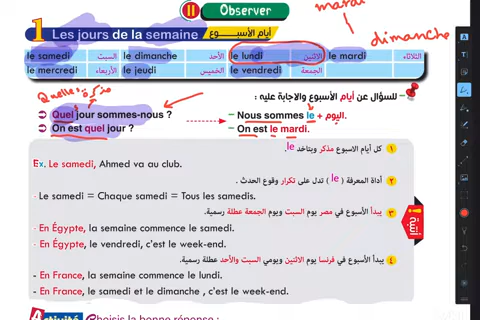 mardi
II Observer
1 Les jours de la semaine أيام الأسبوع
dimanche
le samedi السبت le dimanche الأحد le lundi الاثنين le mardi الثلاثاء
le mercredi الأربعاء le jeudi الخميس le vendredi الجمعة
للسؤال عن أيام الأسبوع والاجابة عليه :
Quel jour sommes-nous ? - Nous sommes le + اليوم.
On est quel jour ? - On est le mardi.
١ كل أيام الاسبوع مذكر وبتاخد le.
Ex. Le samedi, Ahmed va au club.
٢ أداة المعرفة ( le ) تدل على تكرار وقوع الحدث .
Le samedi = Chaque samedi = Tous les samedis.
٣ يبدأ الأسبوع في مصر يوم السبت ويوم الجمعة عطلة رسمية.
- En Égypte, la semaine commence le samedi.
- En Égypte, le vendredi, c'est le week-end.
٤ يبدأ الأسبوع في فرنسا يوم الاثنين ويومي السبت والأحد عطلة رسمية.
- En France, la semaine commence le lundi.
- En France, le samedi et le dimanche , c'est le week-end.
Activité Choisis la bonne réponse :